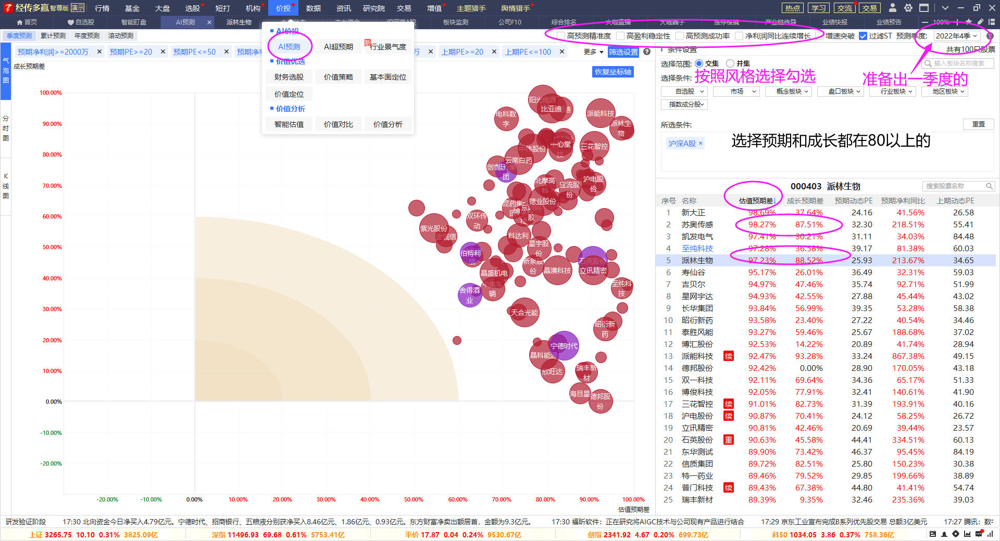 经传多赢 智尊版 演示 行情 基金 大盘 选股 短打 机构 价投 数据 资讯 研究院 交易 增值 主题猎手 舆情猎手 热点 学习 交流 交易
首页 自选股 智能盯盘 AI预测 × 派林生物 板块监测 公司F10 综合排名 大咖直播 大咖圈子 涨停棱镜 产业链传导 业绩快报 业绩预告 100%
季度预测 累计预测 年度预测 滚动预测 高预测精准度 高盈利稳定性 高预测成功率 净利润同比连续增长 增速突破 过滤ST 预测季度: 2022年4季
预期净利润>=2000万 × 预期PE>=20 × 预期PE<=50 × 万 × 上期PE>=20 × 上期PE<=100 × 更多 筛选设置 ?
AI价投
AI预测 AI超预期 新 行业景气度
价值优选
财务选股 价值策略 基本面定位
价值定位
价值分析
智能估值 价值对比 价值分析
气泡图
分时图
K线图
成长预期差
恢复坐标轴
100.00%
90.00%
80.00%
70.00%
60.00%
50.00%
40.00%
30.00%
20.00%
10.00%
0.00%
-10.00%
-20.00%
阳光电源
比亚迪
派能科技
电科数字
派林生物
中心堂
三花智控
中伟股份
云南白药
旭升集团
北摩高科
应流股份
沪电股份
德业股份
双环传动
紫光股份
金诚信
科达利
星宇股份
伯特利
新泉股份
晶澳科技
石英股份
立讯精密
晶盛机电
中集车辆
舍得酒业
至纯科技
天合光能
昭衍新药
宁德时代
晶科能源
欣旺达
瑞丰新材
海目星
德邦股份
-20.00% -10.00% 0.00% 10.00% 20.00% 30.00% 40.00% 50.00% 60.00% 70.00% 80.00% 90.00% 100.00%
估值预期差
条件设置 共有100只股票
选择范围: 交集 并集 输入板块名称搜索
选择条件: 按照风格选择勾选 准备出一季度的
自选股 市场 概念板块 盘口板块 行业板块 地区板块
指数成分股
所选条件: 重置
沪深A股 × 选择预期和成长都在80以上的
000403 派林生物 搜索股票名称
序号 名称 估值预期差↓ 成长预期差 预期动态PE 预期净利同比 上期动态PE
1 新大正 98.69% 37.64% 24.16 41.56% 26.58
2 苏奥传感 98.27% 87.51% 32.30 218.51% 55.41
3 凯发电气 97.41% 30.21% 31.11 34.03% 84.48
4 至纯科技 97.28% 36.58% 39.17 81.38% 60.03
5 派林生物 97.23% 88.52% 25.93 213.67% 34.65
6 寿仙谷 95.17% 26.01% 36.49 32.31% 59.03
7 吉贝尔 94.97% 47.46% 35.74 92.71% 51.99
8 星网宇达 94.93% 42.55% 27.88 45.44% 43.02
9 长华集团 93.84% 56.99% 39.35 53.28% 58.38
10 昭衍新药 93.58% 23.40% 27.22 40.54% 34.46
11 泰胜风能 93.27% 59.46% 25.67 188.68% 37.02
12 博汇股份 92.53% 14.22% 20.89 41.74% 28.94
13 派能科技 续 92.47% 93.28% 33.24 867.38% 49.15
14 德邦股份 92.42% 0.00% 28.90 170.05% 43.18
15 双一科技 92.11% 69.64% 34.36 65.17% 51.33
16 博俊科技 92.05% 77.91% 32.41 140.61% 41.90
17 三花智控 续 91.01% 82.73% 31.39 193.91% 40.16
18 沪电股份 续 90.87% 70.41% 24.12 58.25% 26.72
19 立讯精密 90.81% 42.46% 20.69 39.44% 23.57
20 石英股份 重 90.63% 45.58% 44.41 334.51% 60.13
21 东华测试 89.90% 73.42% 46.37 95.45% 84.19
22 信质集团 89.72% 82.51% 25.80 150.23% 30.38
23 特一药业 89.46% 79.52% 29.85 199.66% 38.89
24 普门科技 续 89.43% 67.38% 44.80 41.41% 54.74
25 瑞丰新材 89.39% 9.35% 32.46 235.36% 39.03
研发验证阶段 17:30 北向资金今日净买入4.79亿元。宁德时代、招商银行、五粮液分别获净买入8.46亿元、1.86亿元、0.93亿元。东方财富净卖出额居首，金额为9.3亿元。 17:30 福昕软件：正在研究将AIGC技术与公司现有产品进行结合 17:29 京东工业宣布完成B系列优先股交易 总额3亿美元 17:27 腾讯：数
上证 3265.75 10.10 0.31% 3825.09亿 深指 11496.93 69.68 0.61% 5753.41亿 平价 17.87 0.04 0.24% 9530.67亿 创指 2341.92 4.67 0.20% 699.73亿 科50 1034.05 3.86 0.37% 758.36亿